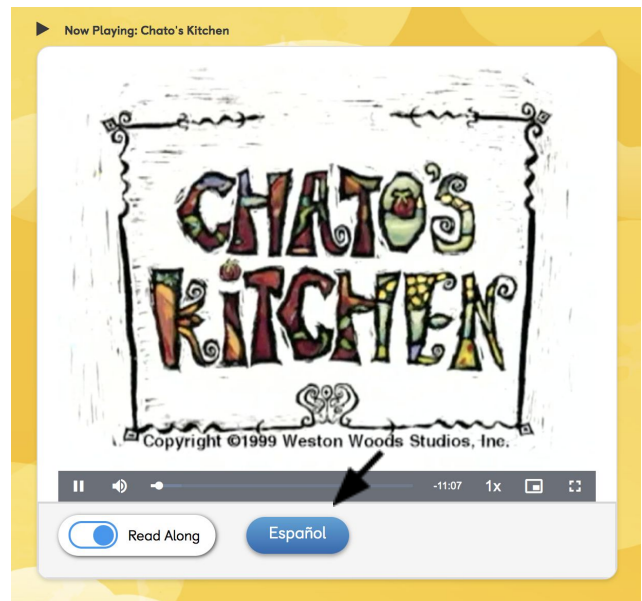 Now Playing: Chato's Kitchen
CHATO'S
KiTCHEN
Copyright ©1999 Weston Woods Studios, Inc.
-11:07 1x
Read Along Español